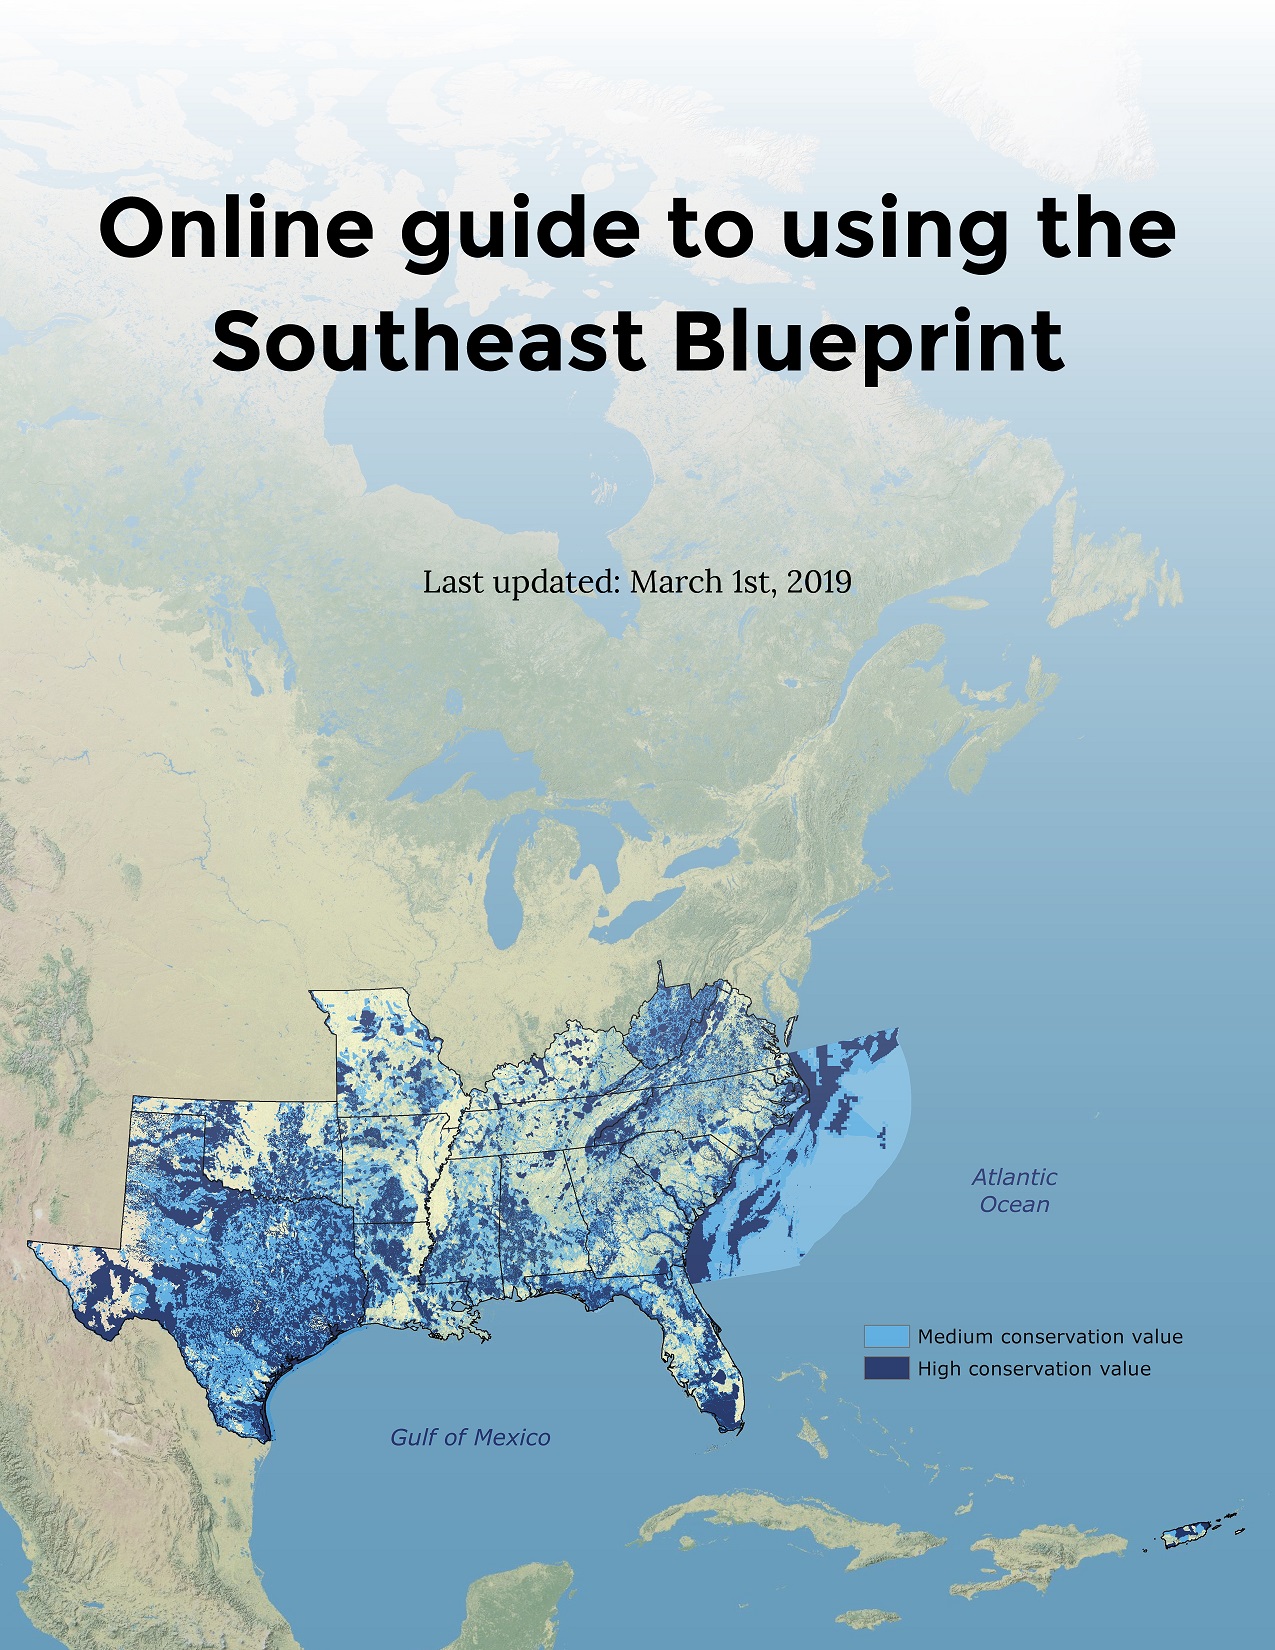 Online guide to using the
Southeast Blueprint
Last updated: March 1st, 2019
Atlantic
Ocean
Medium conservation value
High conservation value
Gulf of Mexico